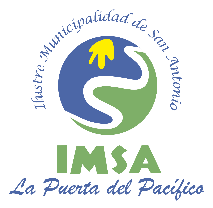 Ilustre Municipalidad de San Antonio
IMSA
La Puerta del Pacífico